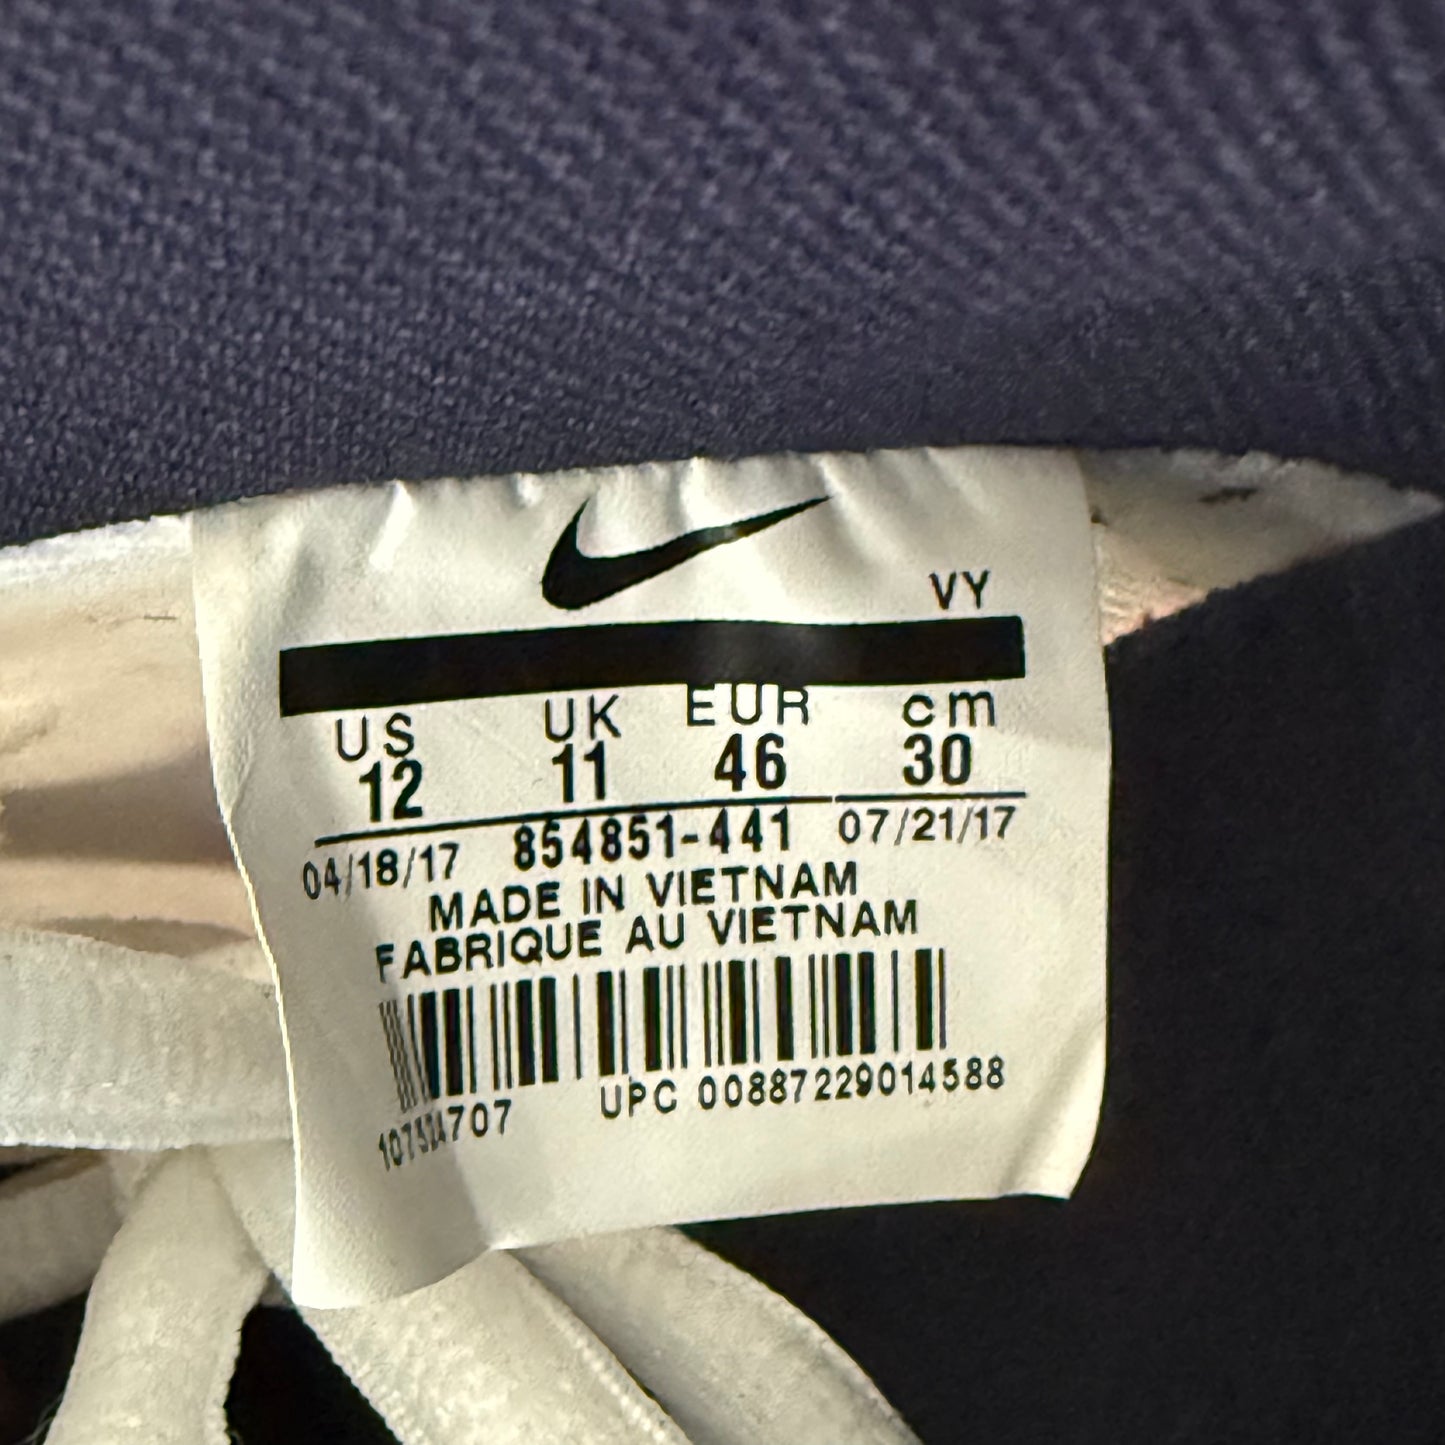 VY
US UK EUR cm
12 11 46 30
04/18/17 854851-441 07/21/17
MADE IN VIETNAM
FABRIQUE AU VIETNAM
UPC 00887229014588